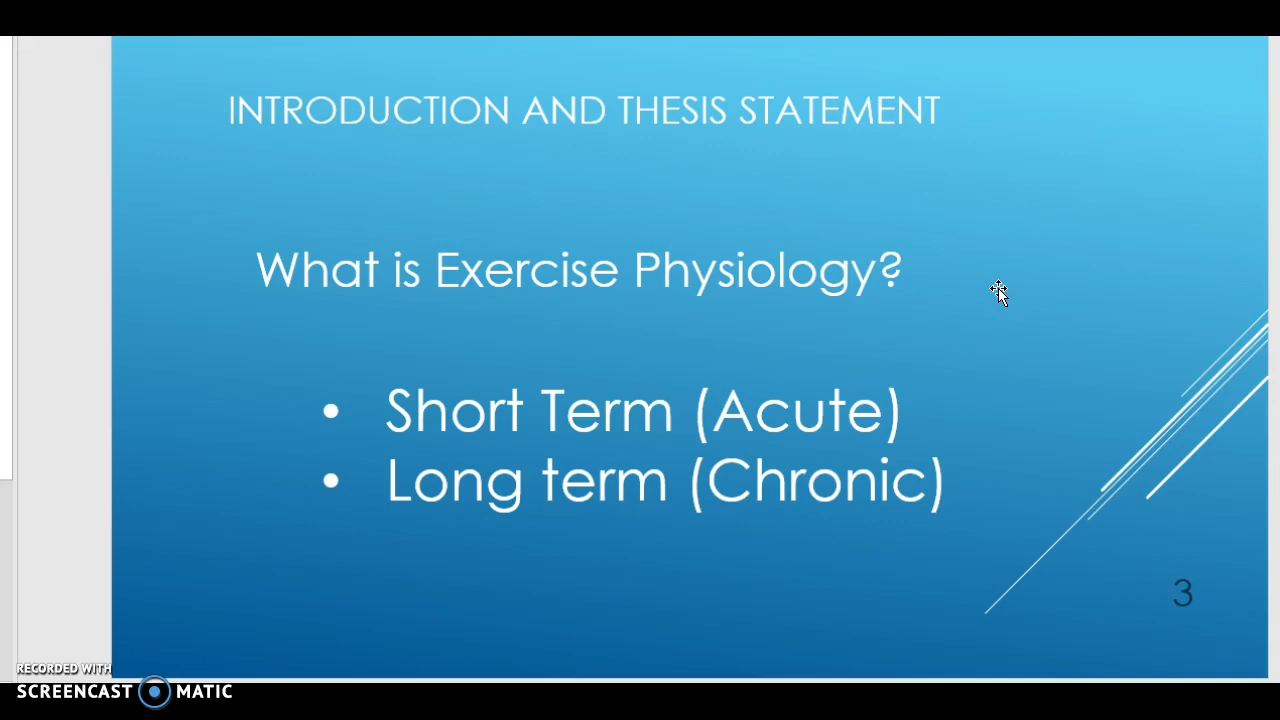 INTRODUCTION AND THESIS STATEMENT
What is Exercise Physiology?
• Short Term (Acute)
• Long term (Chronic)
3
RECORDED WITH
SCREENCAST MATIC